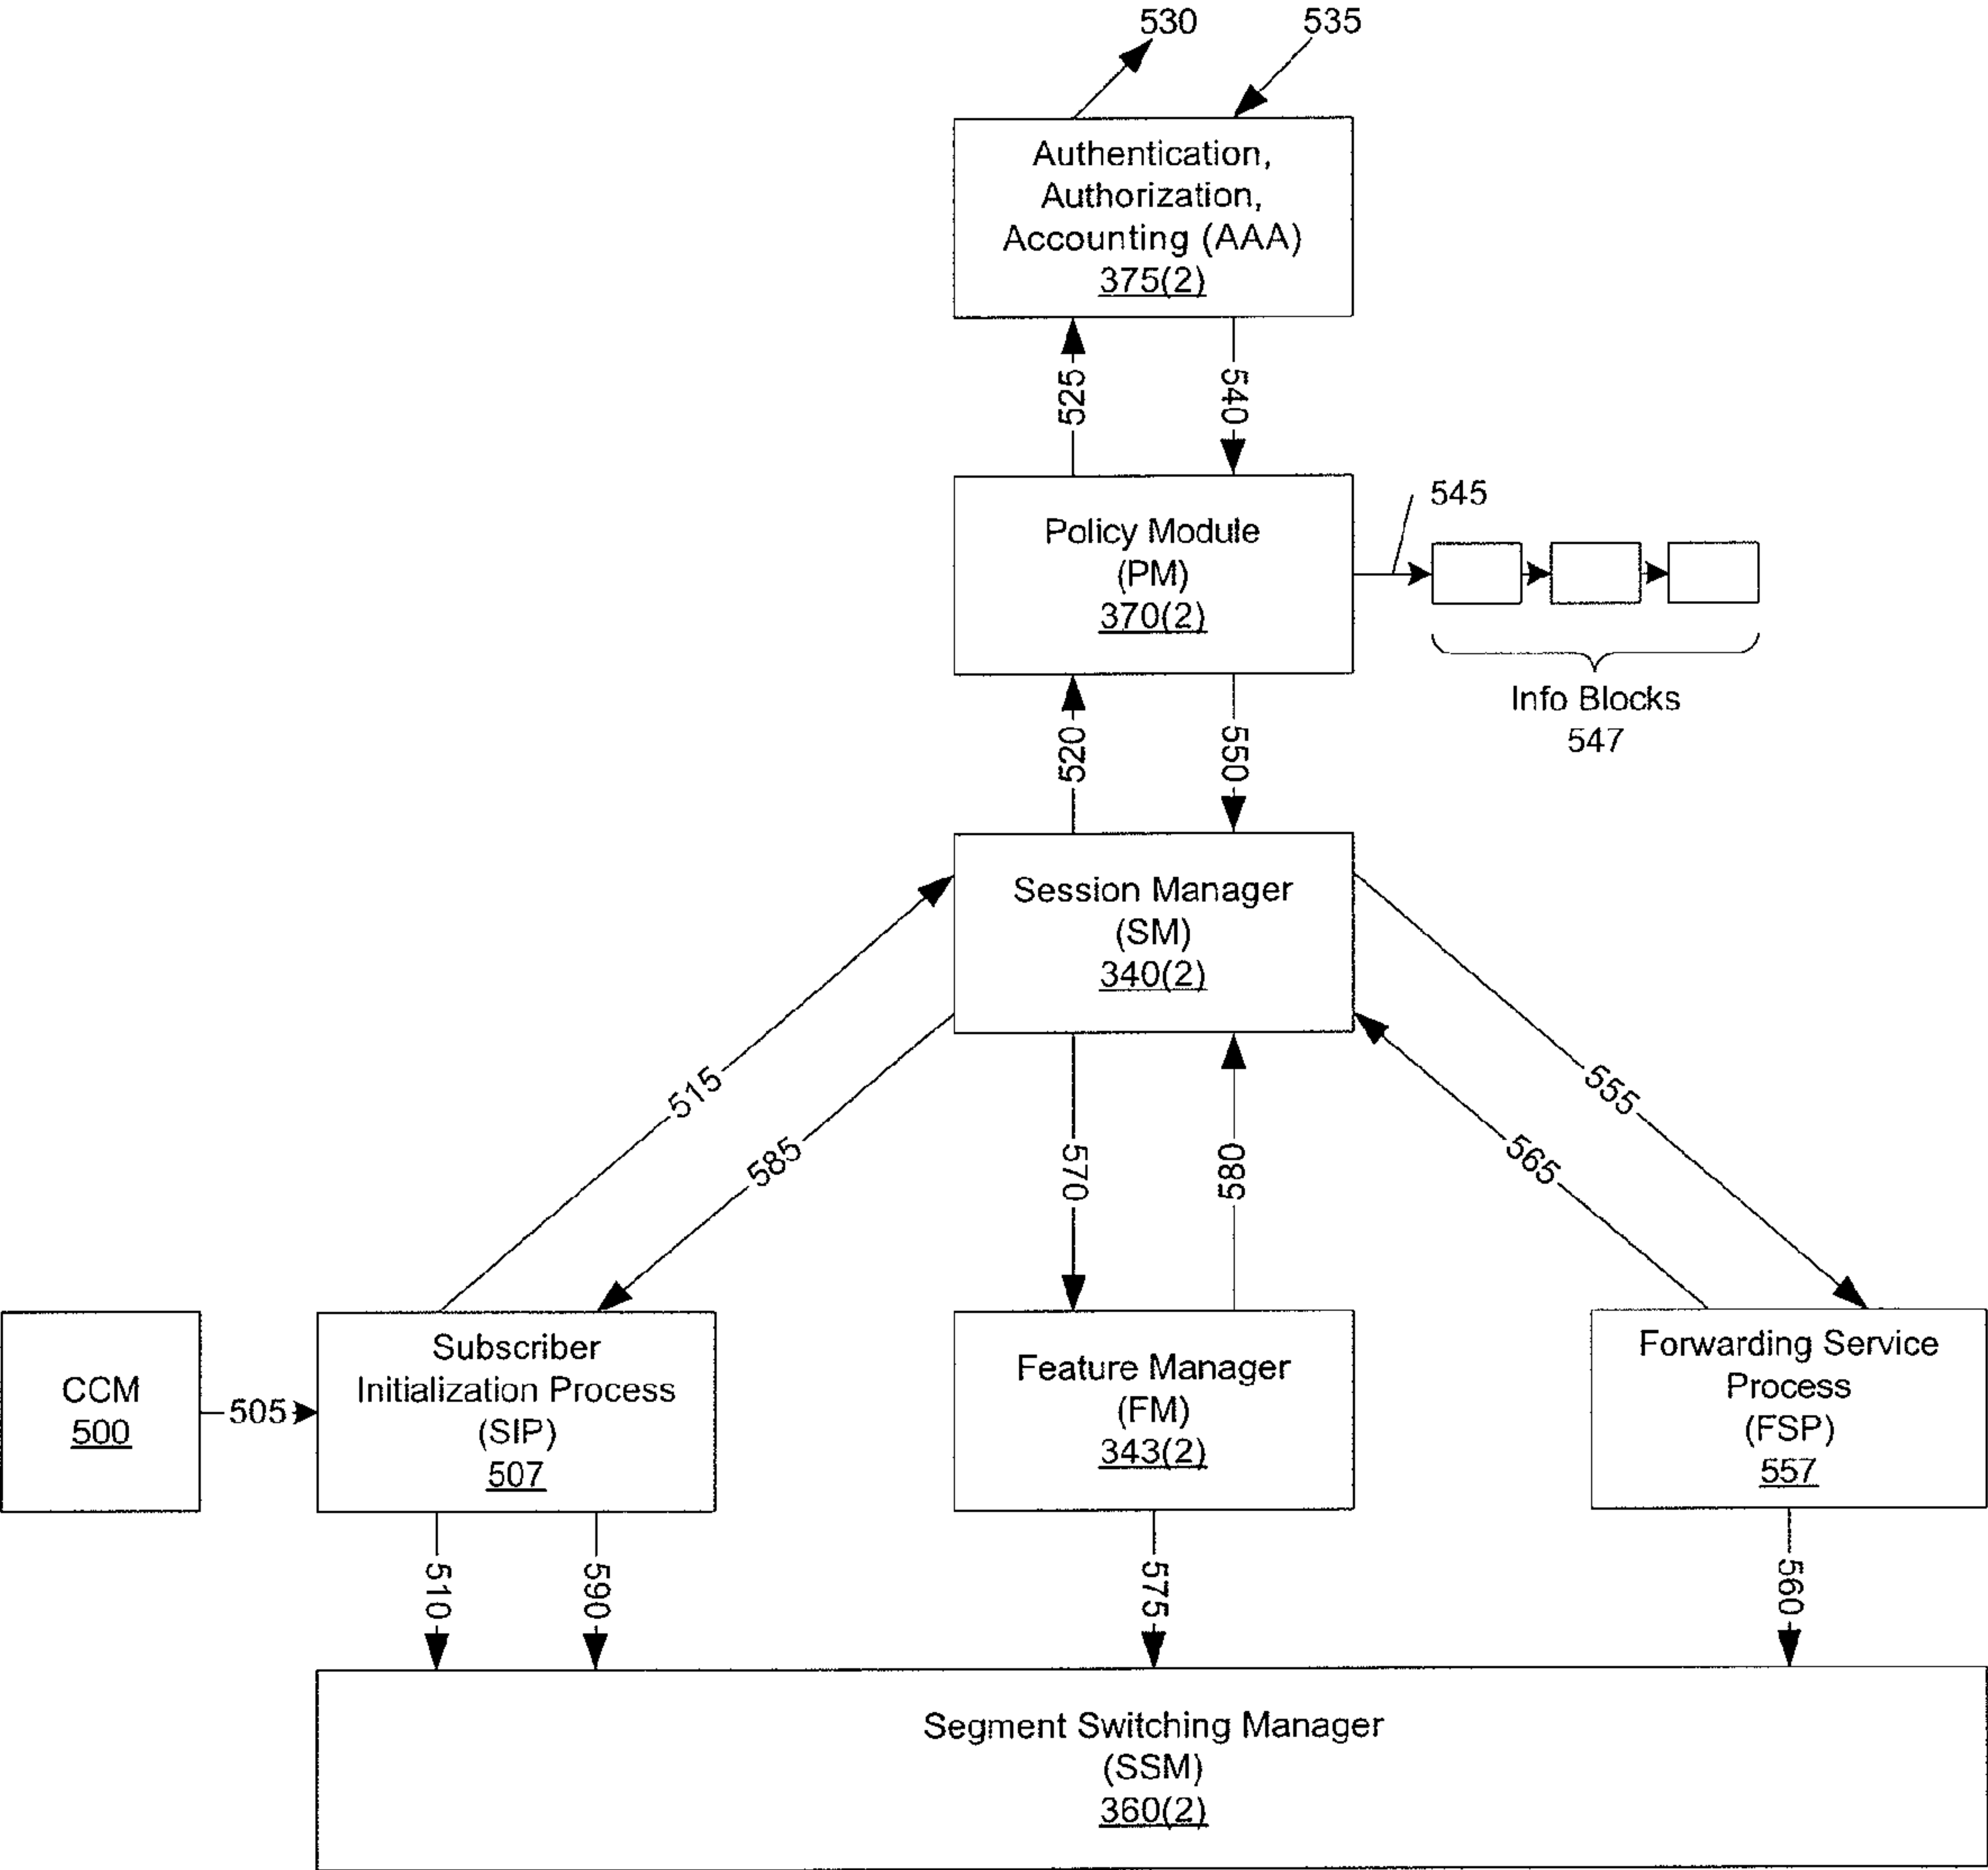 530
535
Authentication,
Authorization,
Accounting (AAA)
375(2)
525
540
Policy Module
(PM)
370(2)
545
Info Blocks
547
520
550
Session Manager
(SM)
340(2)
515
585
570
580
565
555
CCM
500
505
Subscriber
Initialization Process
(SIP)
507
Feature Manager
(FM)
343(2)
Forwarding Service
Process
(FSP)
557
510
590
575
560
Segment Switching Manager
(SSM)
360(2)